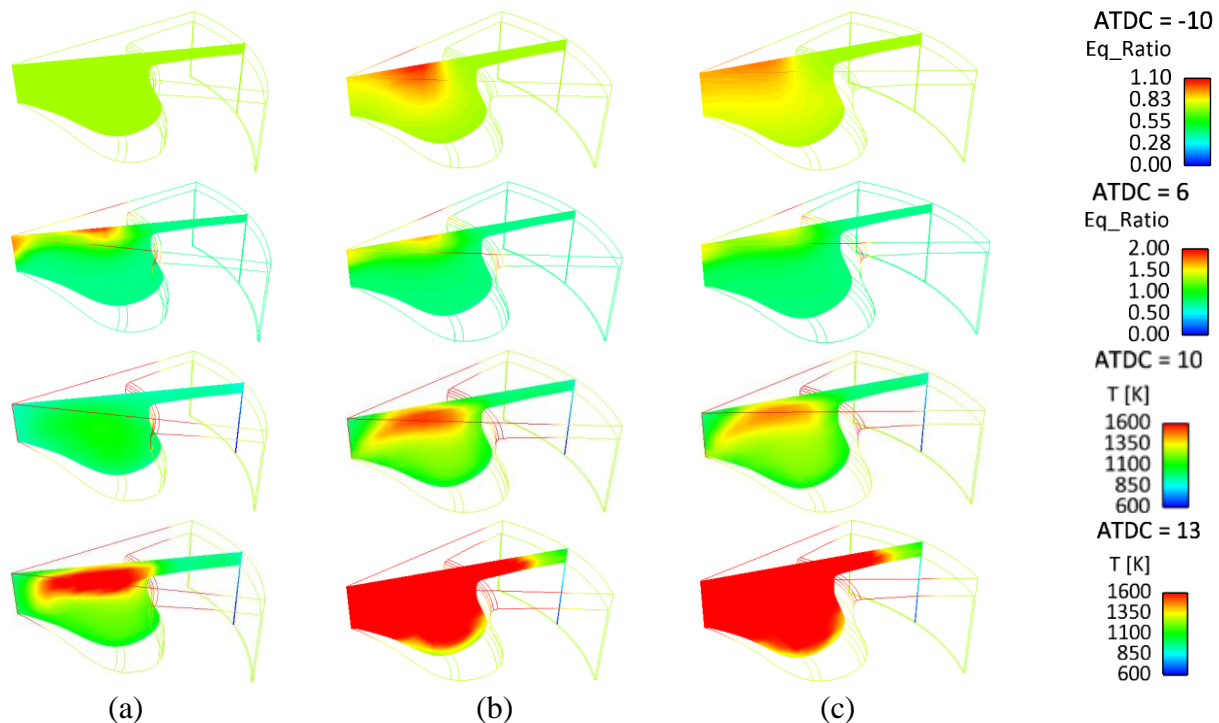 ATDC = -10
Eq_Ratio
1.10
0.83
0.55
0.28
0.00
ATDC = 6
Eq_Ratio
2.00
1.50
1.00
0.50
0.00
ATDC = 10
T [K]
1600
1350
1100
850
600
ATDC = 13
T [K]
1600
1350
1100
850
600
(a) (b) (c)